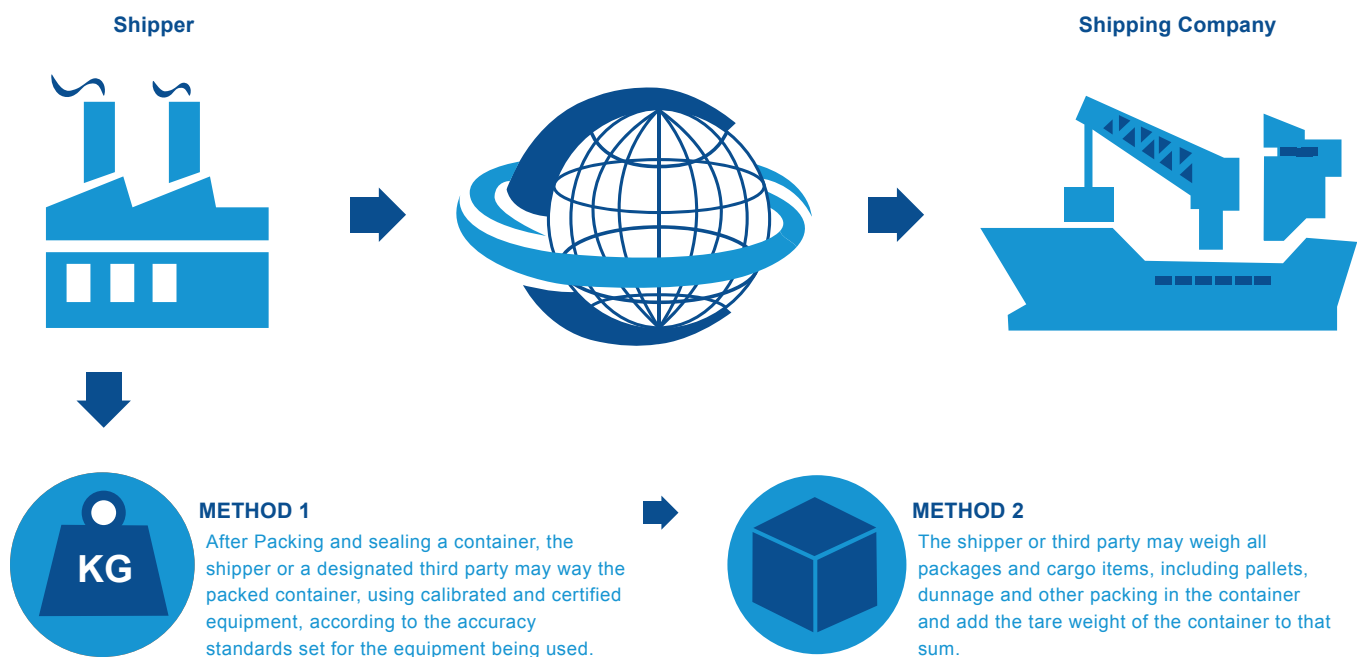 Shipper
Shipping Company
KG
METHOD 1
After Packing and sealing a container, the
shipper or a designated third party may way the
packed container, using calibrated and certified
equipment, according to the accuracy
standards set for the equipment being used.
METHOD 2
The shipper or third party may weigh all
packages and cargo items, including pallets,
dunnage and other packing in the container
and add the tare weight of the container to that
sum.